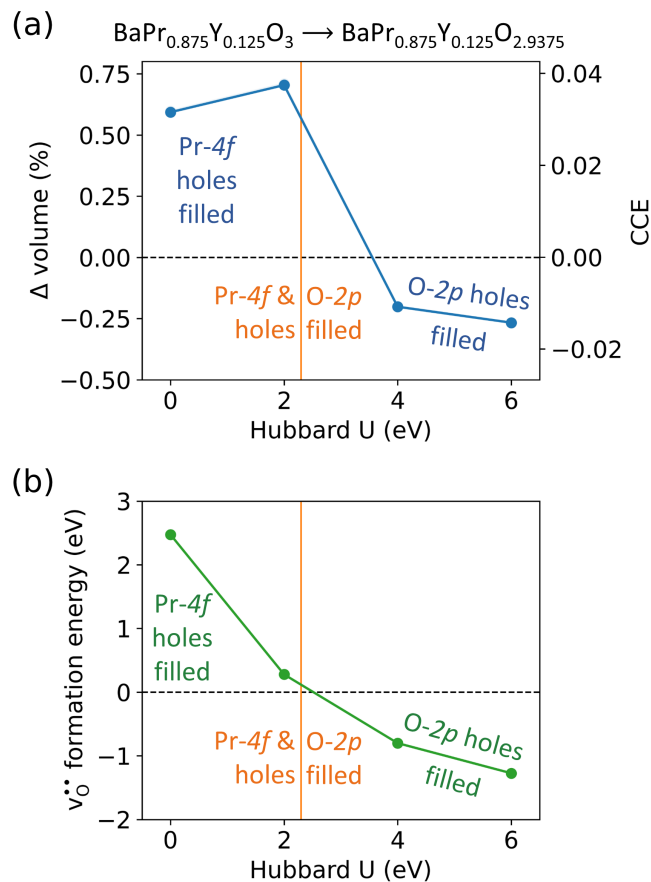 (a)
BaPr0.875Y0.125O3 → BaPr0.875Y0.125O2.9375
0.75
0.50
0.25
0.00
−0.25
−0.50
Δ volume (%)
0.04
0.02
0.00
−0.02
CCE
Pr-4f
holes
filled
Pr-4f & O-2p
holes filled
O-2p holes
filled
0 2 4 6
Hubbard U (eV)
(b)
3
2
1
0
−1
−2
v_O^•• formation energy (eV)
Pr-4f
holes
filled
Pr-4f & O-2p
holes filled
O-2p holes
filled
0 2 4 6
Hubbard U (eV)